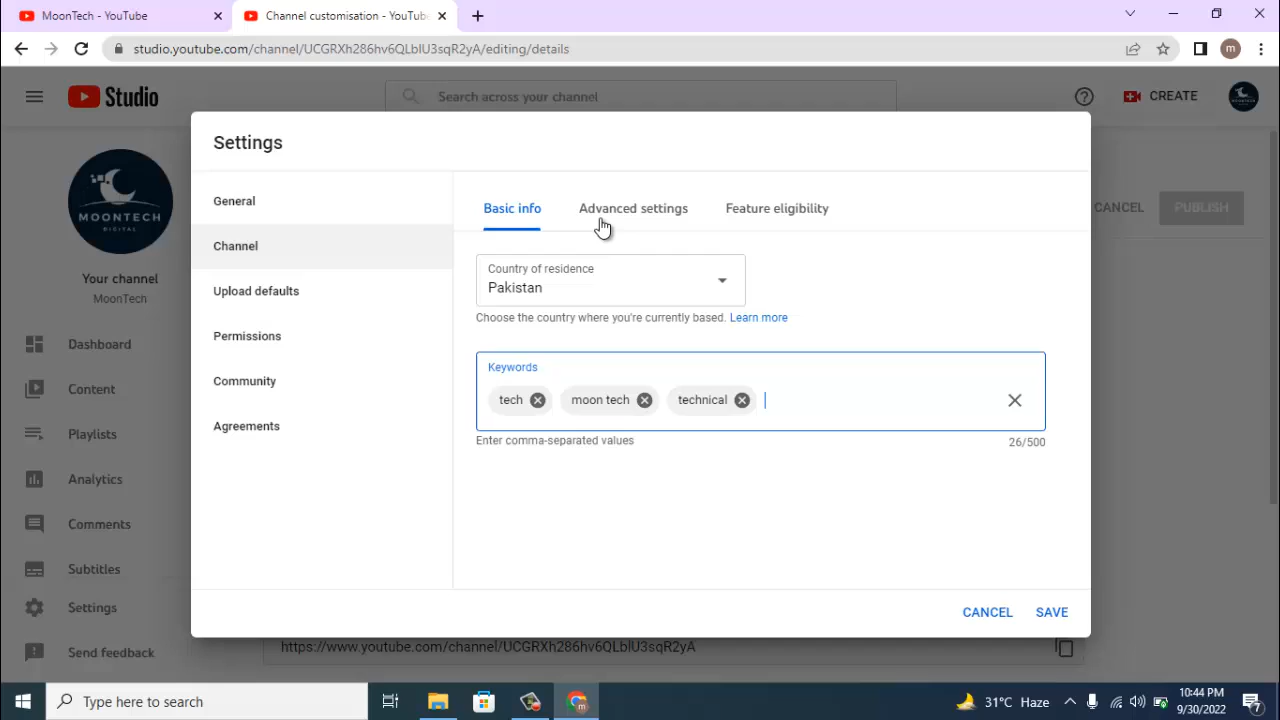 MoonTech - YouTube
Channel customisation - YouTube
studio.youtube.com/channel/UCGRXh286hv6QLblU3sqR2yA/editing/details
m
Studio
Search across your channel
CREATE
MOONTECH
DIGITAL
Your channel
MoonTech
Dashboard
Content
Playlists
Analytics
Comments
Subtitles
Settings
Send feedback
CANCEL
PUBLISH
Settings
General
Channel
Upload defaults
Permissions
Community
Agreements
Basic info
Advanced settings
Feature eligibility
Country of residence
Pakistan
Choose the country where you're currently based. Learn more
Keywords
tech
moon tech
technical
Enter comma-separated values
26/500
CANCEL
SAVE
https://www.youtube.com/channel/UCGRXh286hv6QLblU3sqR2yA
Type here to search
31°C Haze
10:44 PM
9/30/2022
7